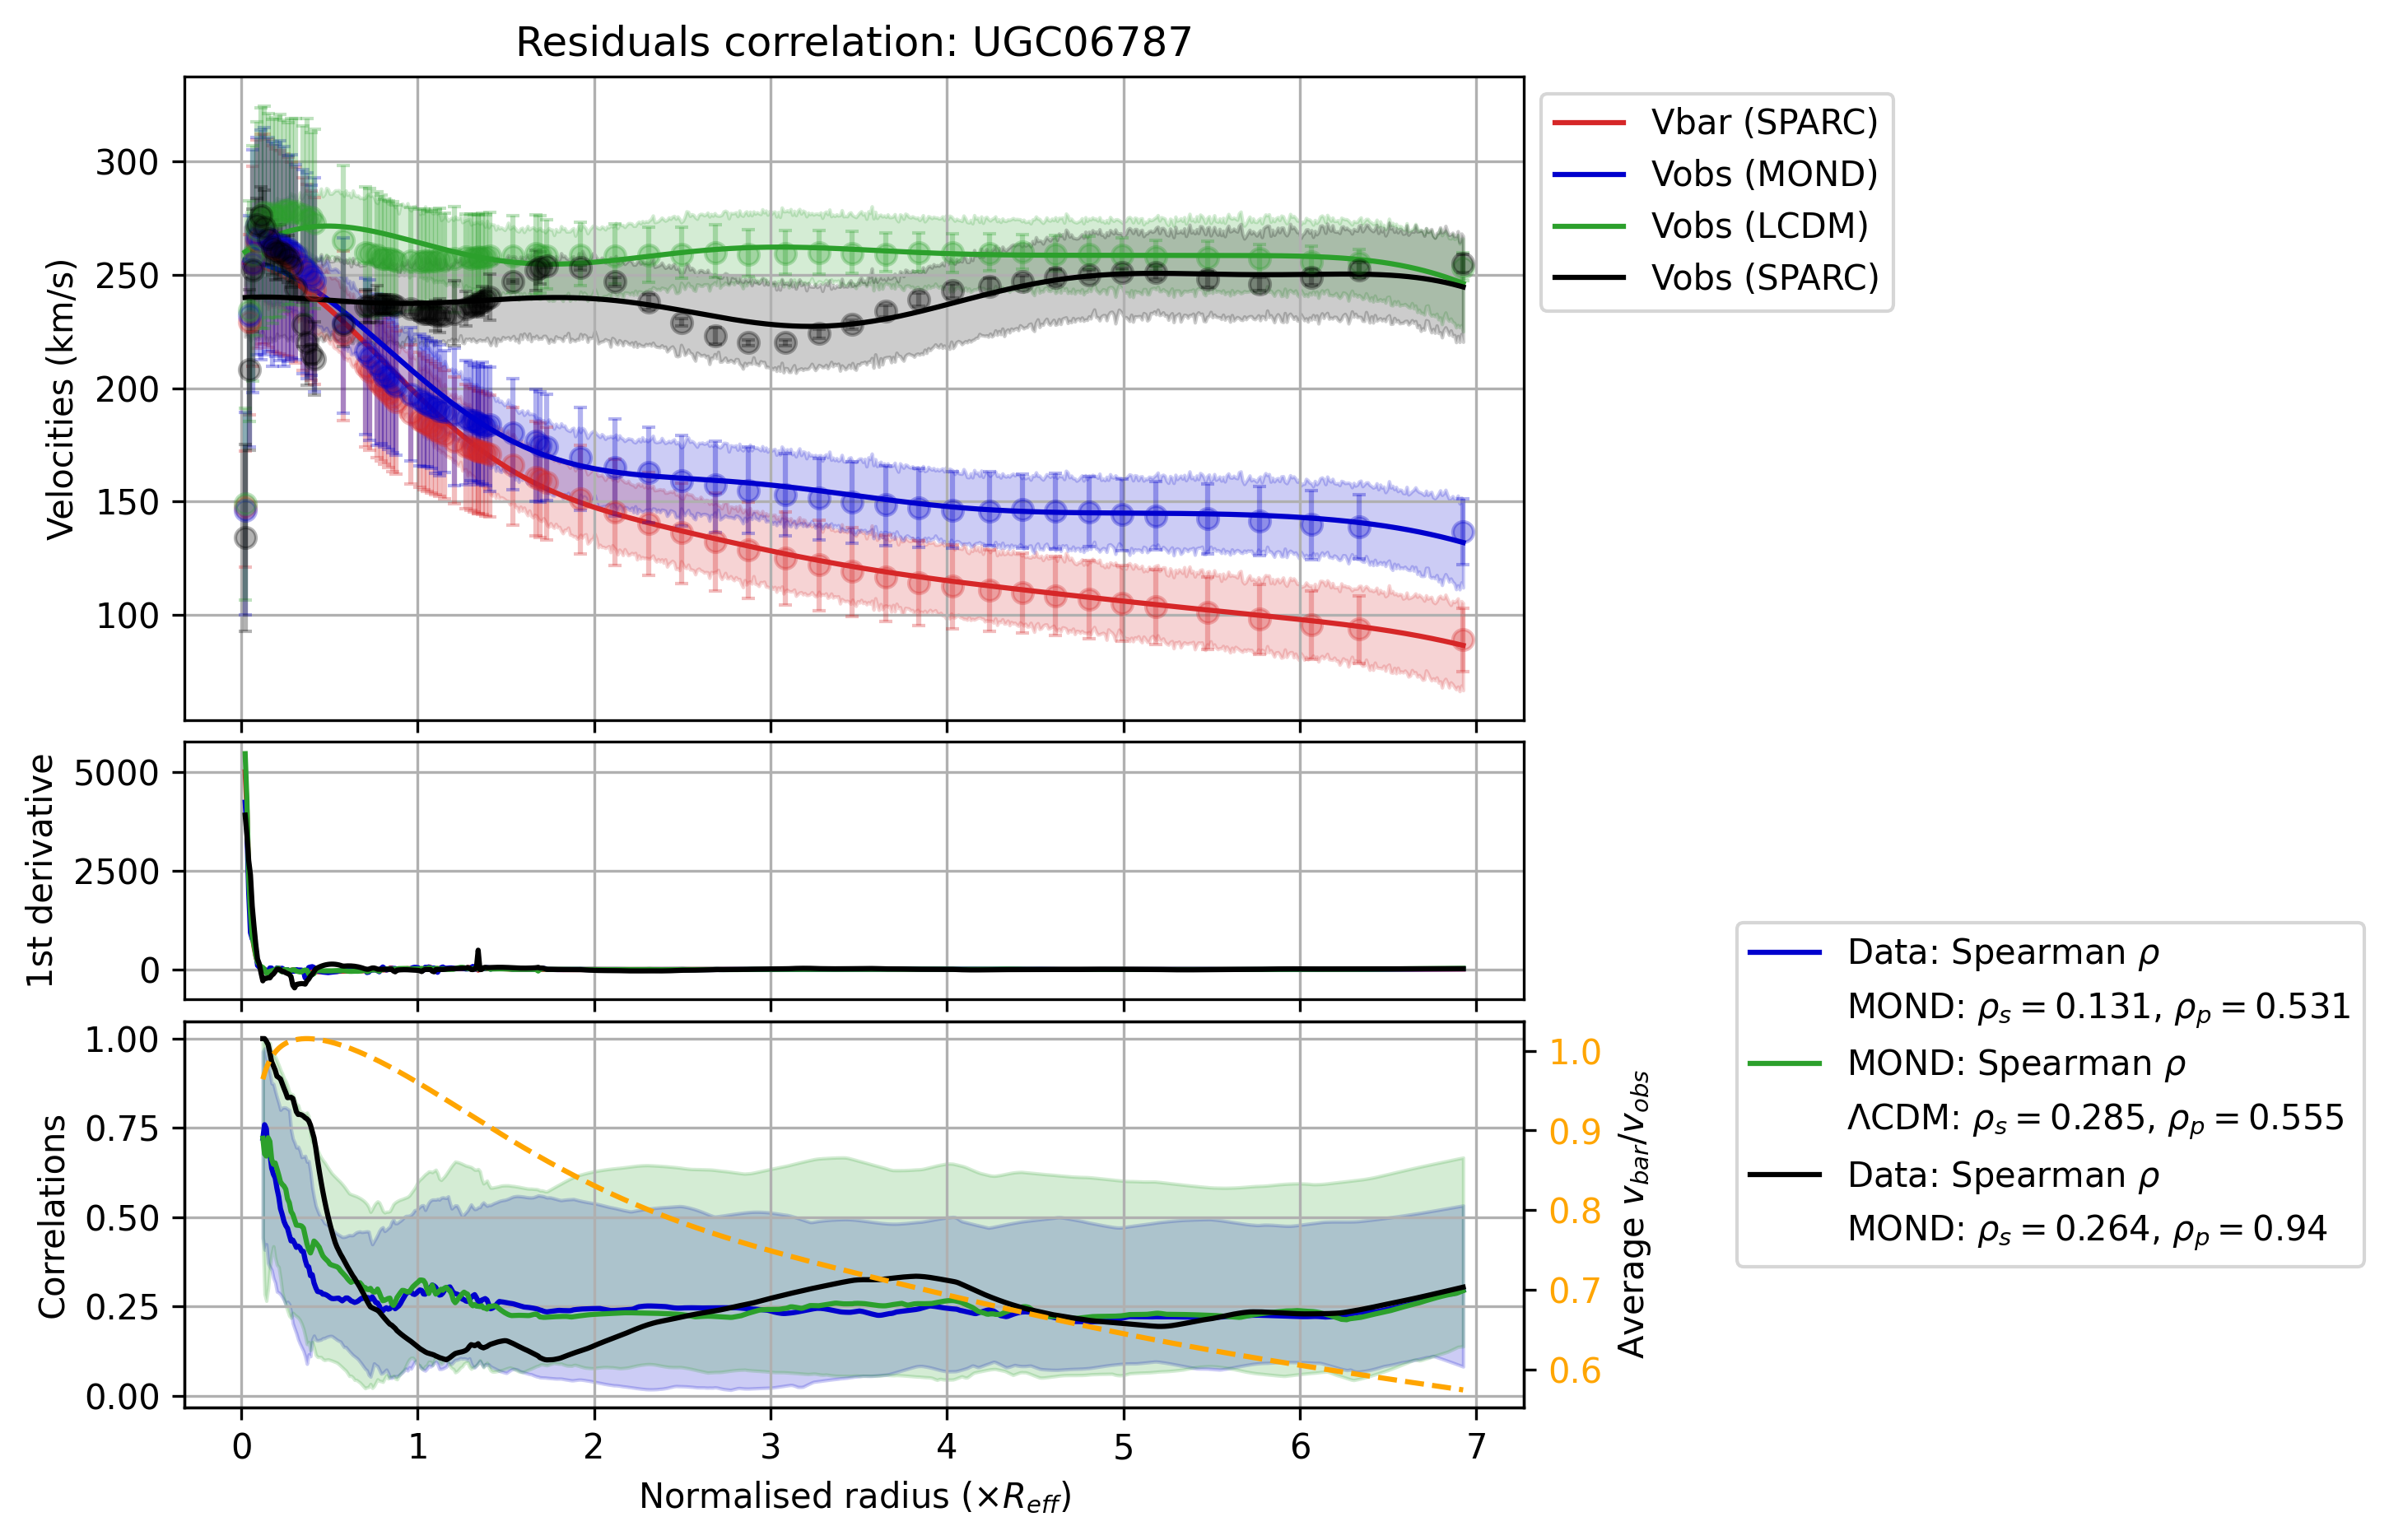 Residuals correlation: UGC06787
Velocities (km/s)
300
250
200
150
100
Vbar (SPARC)
Vobs (MOND)
Vobs (LCDM)
Vobs (SPARC)
1st derivative
5000
2500
0
Correlations
1.00
0.75
0.50
0.25
0.00
1.0
0.9
0.8
0.7
0.6
Average v_bar/v_obs
Data: Spearman ρ
MOND: ρ_s = 0.131, ρ_p = 0.531
MOND: Spearman ρ
ΛCDM: ρ_s = 0.285, ρ_p = 0.555
Data: Spearman ρ
MOND: ρ_s = 0.264, ρ_p = 0.94
0 1 2 3 4 5 6 7
Normalised radius (×R_eff)